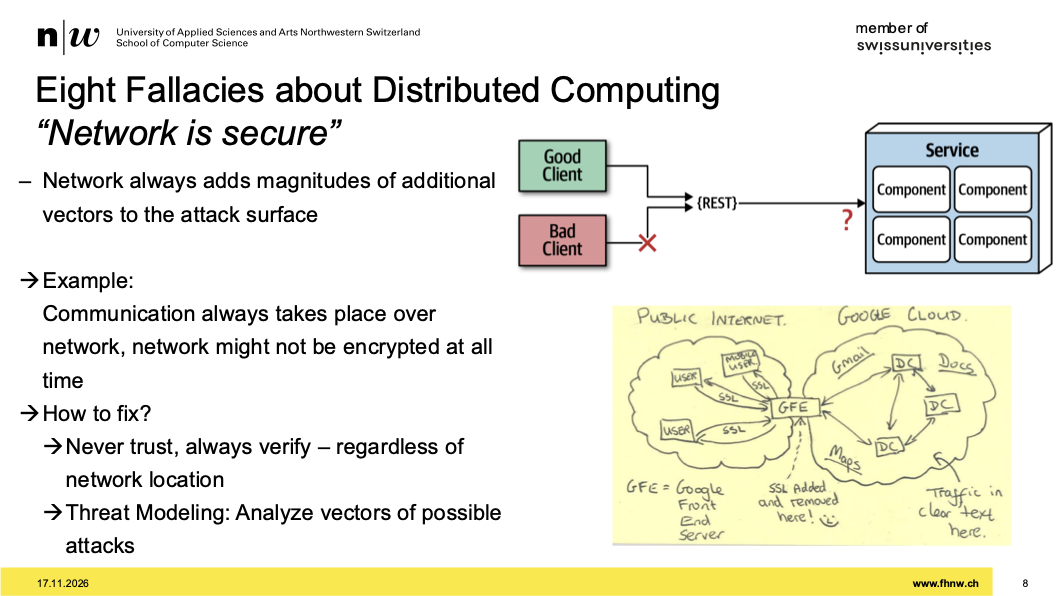 n|w University of Applied Sciences and Arts Northwestern Switzerland
School of Computer Science
member of
swissuniversities
Eight Fallacies about Distributed Computing
“Network is secure”
– Network always adds magnitudes of additional
vectors to the attack surface
→ Example:
Communication always takes place over
network, network might not be encrypted at all
time
→ How to fix?
→ Never trust, always verify – regardless of
network location
→ Threat Modeling: Analyze vectors of possible
attacks
Good
Client
Bad
Client
{REST}
?
Service
Component Component
Component Component
PUBLIC INTERNET.
GOOGLE CLOUD.
MOBILE
USER
USER
SSL
SSL
USER
SSL
GFE
Gmail
DC
Docs
DC
DC
Maps
GFE = Google
Front
End
Server
SSL Added
and removed
here!
Traffic in
clear text
here.
17.11.2026
www.fhnw.ch
8